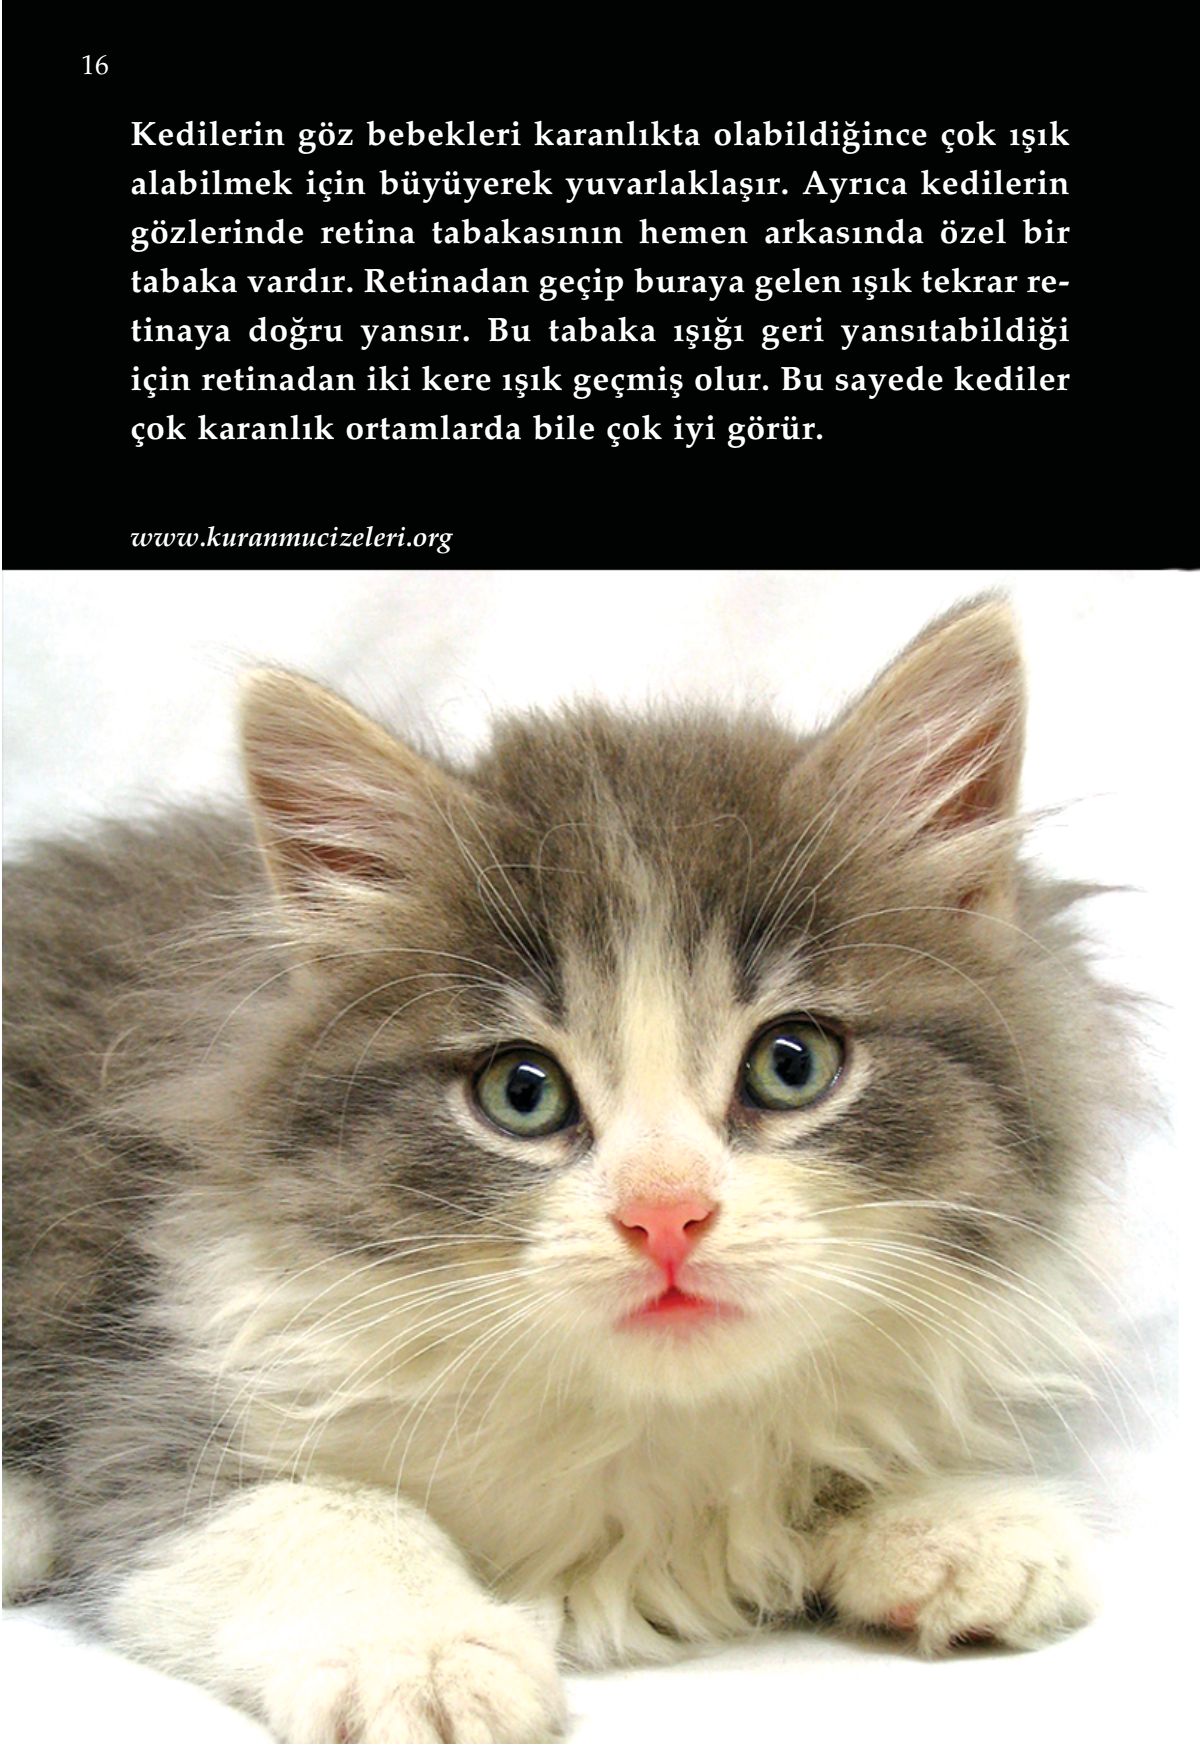 16
Kedilerin göz bebekleri karanlıkta olabildiğince çok ışık
alabilmek için büyüyerek yuvarlaklaşır. Ayrıca kedilerin
gözlerinde retina tabakasının hemen arkasında özel bir
tabaka vardır. Retinadan geçip buraya gelen ışık tekrar re-
tinaya doğru yansır. Bu tabaka ışığı geri yansıtabildiği
için retinadan iki kere ışık geçmiş olur. Bu sayede kediler
çok karanlık ortamlarda bile çok iyi görür.
www.kuranmucizeleri.org